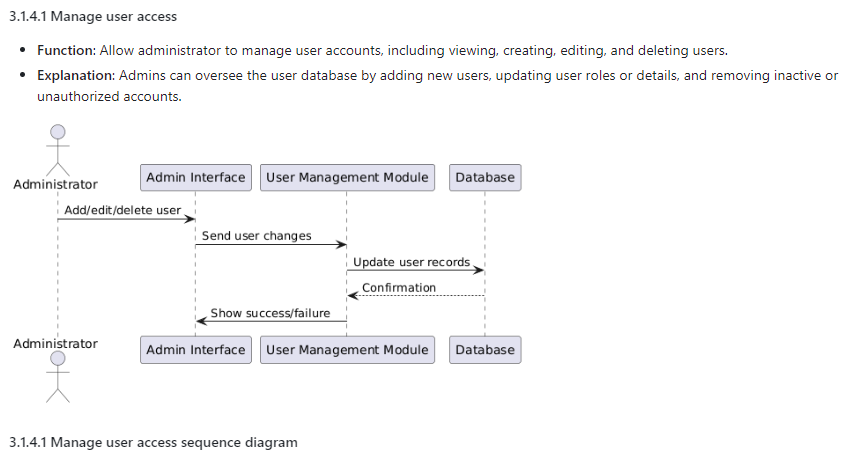 3.1.4.1 Manage user access
• Function: Allow administrator to manage user accounts, including viewing, creating, editing, and deleting users.
• Explanation: Admins can oversee the user database by adding new users, updating user roles or details, and removing inactive or
unauthorized accounts.
Administrator
Admin Interface
User Management Module
Database
Add/edit/delete user
Send user changes
Update user records
Confirmation
Show success/failure
Administrator
Admin Interface
User Management Module
Database
3.1.4.1 Manage user access sequence diagram